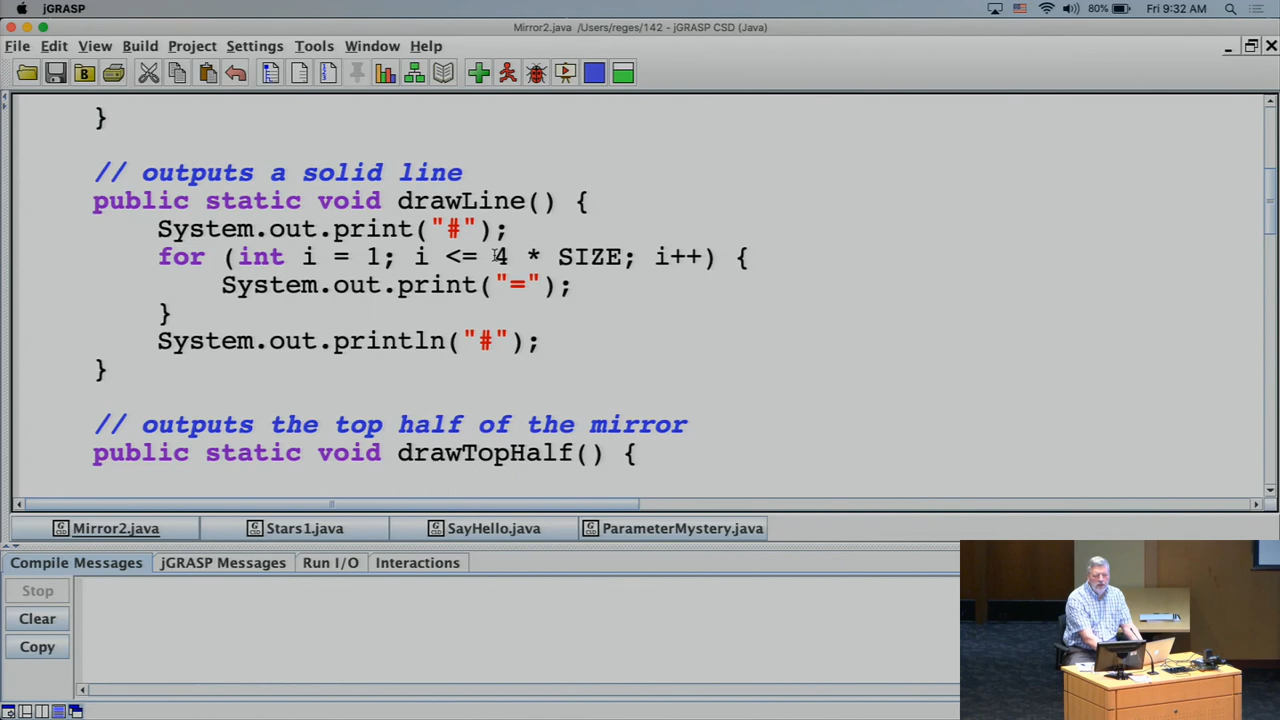 jGRASP
80%
Fri 9:32 AM
Mirror2.java /Users/reges/142 - jGRASP CSD (Java)
File Edit View Build Project Settings Tools Window Help
}
// outputs a solid line
public static void drawLine() {
System.out.print("#");
for (int i = 1; i <= 4 * SIZE; i++) {
System.out.print("=");
}
System.out.println("#");
}
// outputs the top half of the mirror
public static void drawTopHalf() {
Mirror2.java Stars1.java SayHello.java ParameterMystery.java
Compile Messages jGRASP Messages Run I/O Interactions
Stop
Clear
Copy